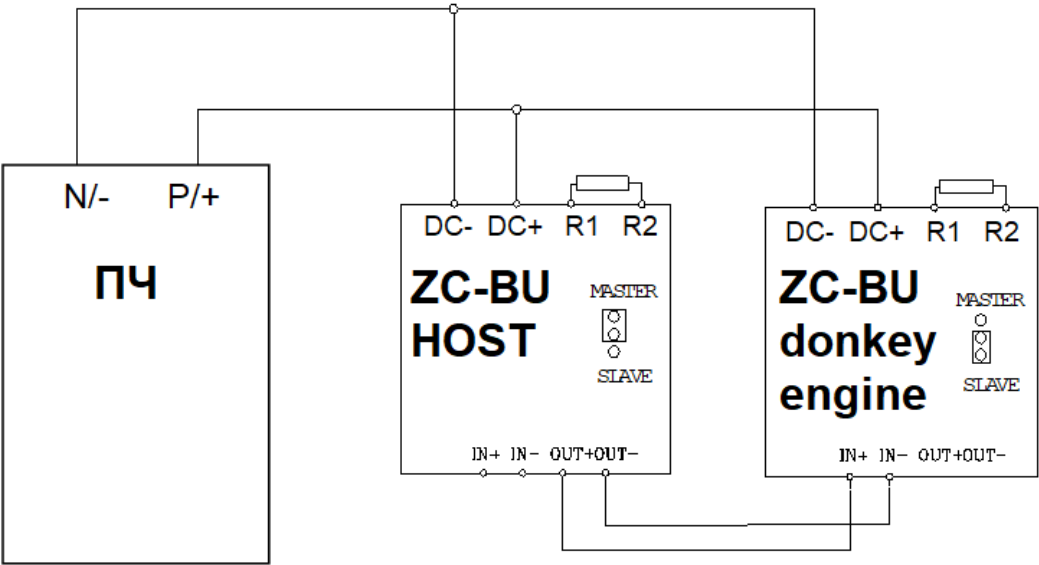 N/- P/+
ПЧ
DC- DC+ R1 R2
ZC-BU
HOST
MASTER
SLAVE
IN+ IN- OUT+OUT-
DC- DC+ R1 R2
ZC-BU
donkey
engine
MASTER
SLAVE
IN+ IN- OUT+OUT-